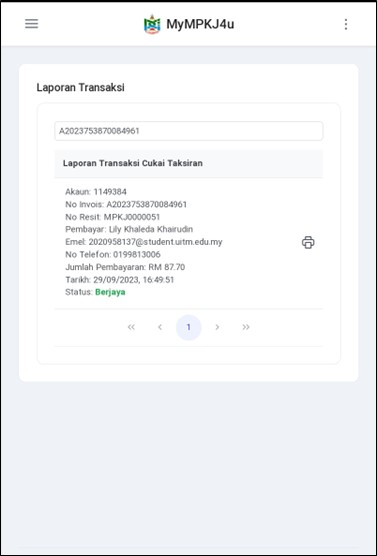 MyMPKJ4u
Laporan Transaksi
A2023753870084961
Laporan Transaksi Cukai Taksiran
Akaun: 1149384
No Invois: A2023753870084961
No Resit: MPKJ0000051
Pembayar: Lily Khaleda Khairudin
Emel: 2020958137@student.uitm.edu.my
No Telefon: 0199813006
Jumlah Pembayaran: RM 87.70
Tarikh: 29/09/2023, 16:49:51
Status: Berjaya
1